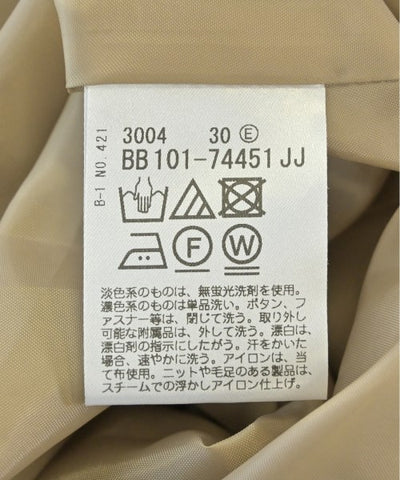 B-1 NO.421
3004 30 Ⓔ
BB 101-74451 JJ
F W
淡色系のものは、無蛍光洗剤を使用。
濃色系のものは単品洗い。ボタン、フ
ァスナー等は、閉じて洗う。取り外し
可能な附属品は、外して洗う。漂白は、
漂白剤の指示にしたがう。汗をかいた
場合、速やかに洗う。アイロンは、当
て布使用。ニットや毛足のある製品は、
スチームでの浮かしアイロン仕上げ。